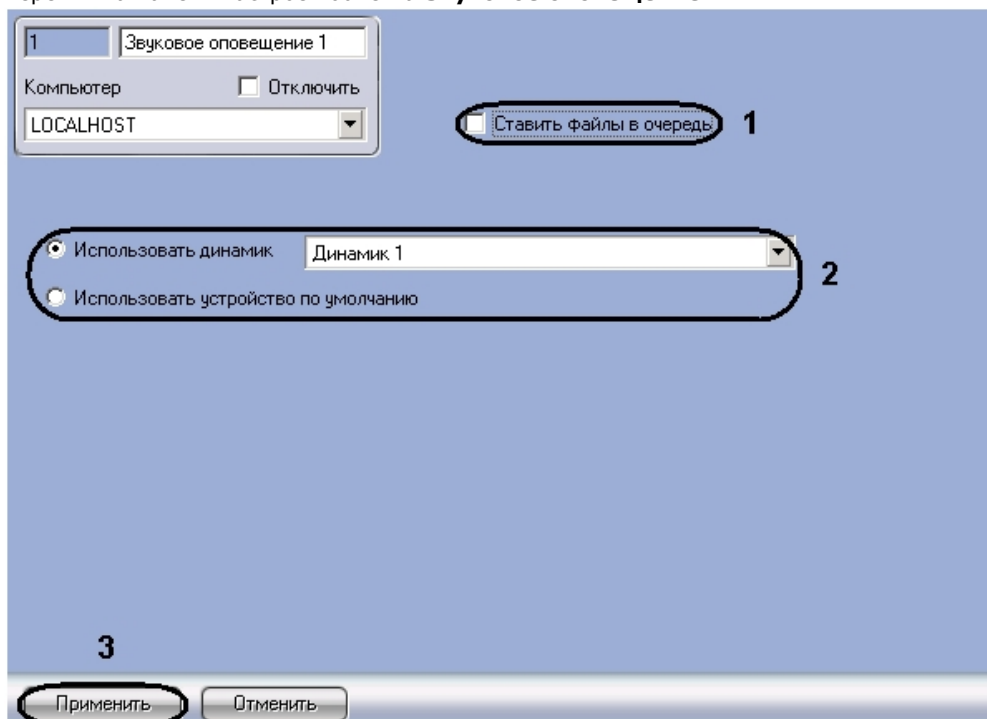 1 Звуковое оповещение 1
Компьютер Отключить
LOCALHOST
Ставить файлы в очередь 1
Использовать динамик Динамик 1
2
Использовать устройство по умолчанию
3
Применить Отменить